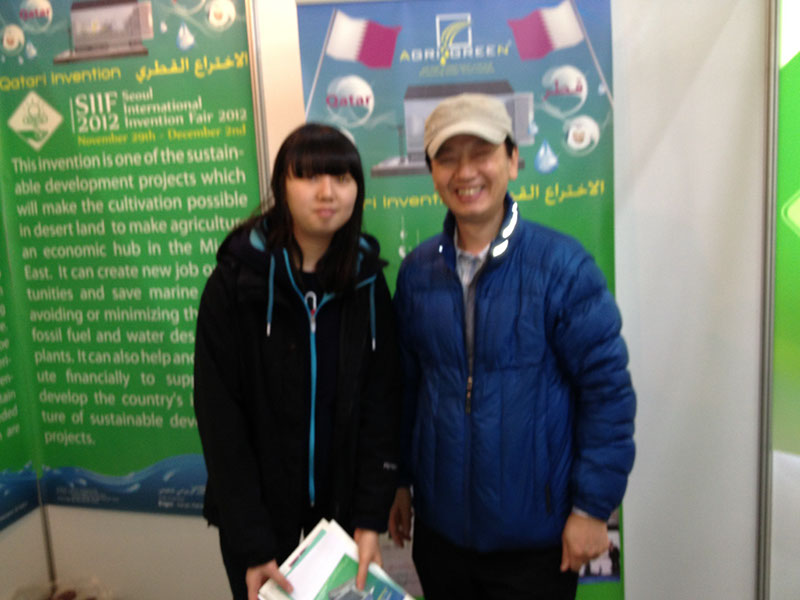 Qatar
Qatari Invention الاختراع القطري
SIIF 2012 Seoul International Invention Fair 2012
November 29th - December 2nd
This invention is one of the sustain-
able development projects which
will make the cultivation possible
in desert land to make agricultur
an economic hub in the Mi
East. It can create new job o
tunities and save marine
avoiding or minimizing th
fossil fuel and water des
plants. It can also help and
ute financially to sup
develop the country's i
ture of sustainable dev
projects.
AGRI GREEN
Qatar قطر
ri Invention الاختراع القطري